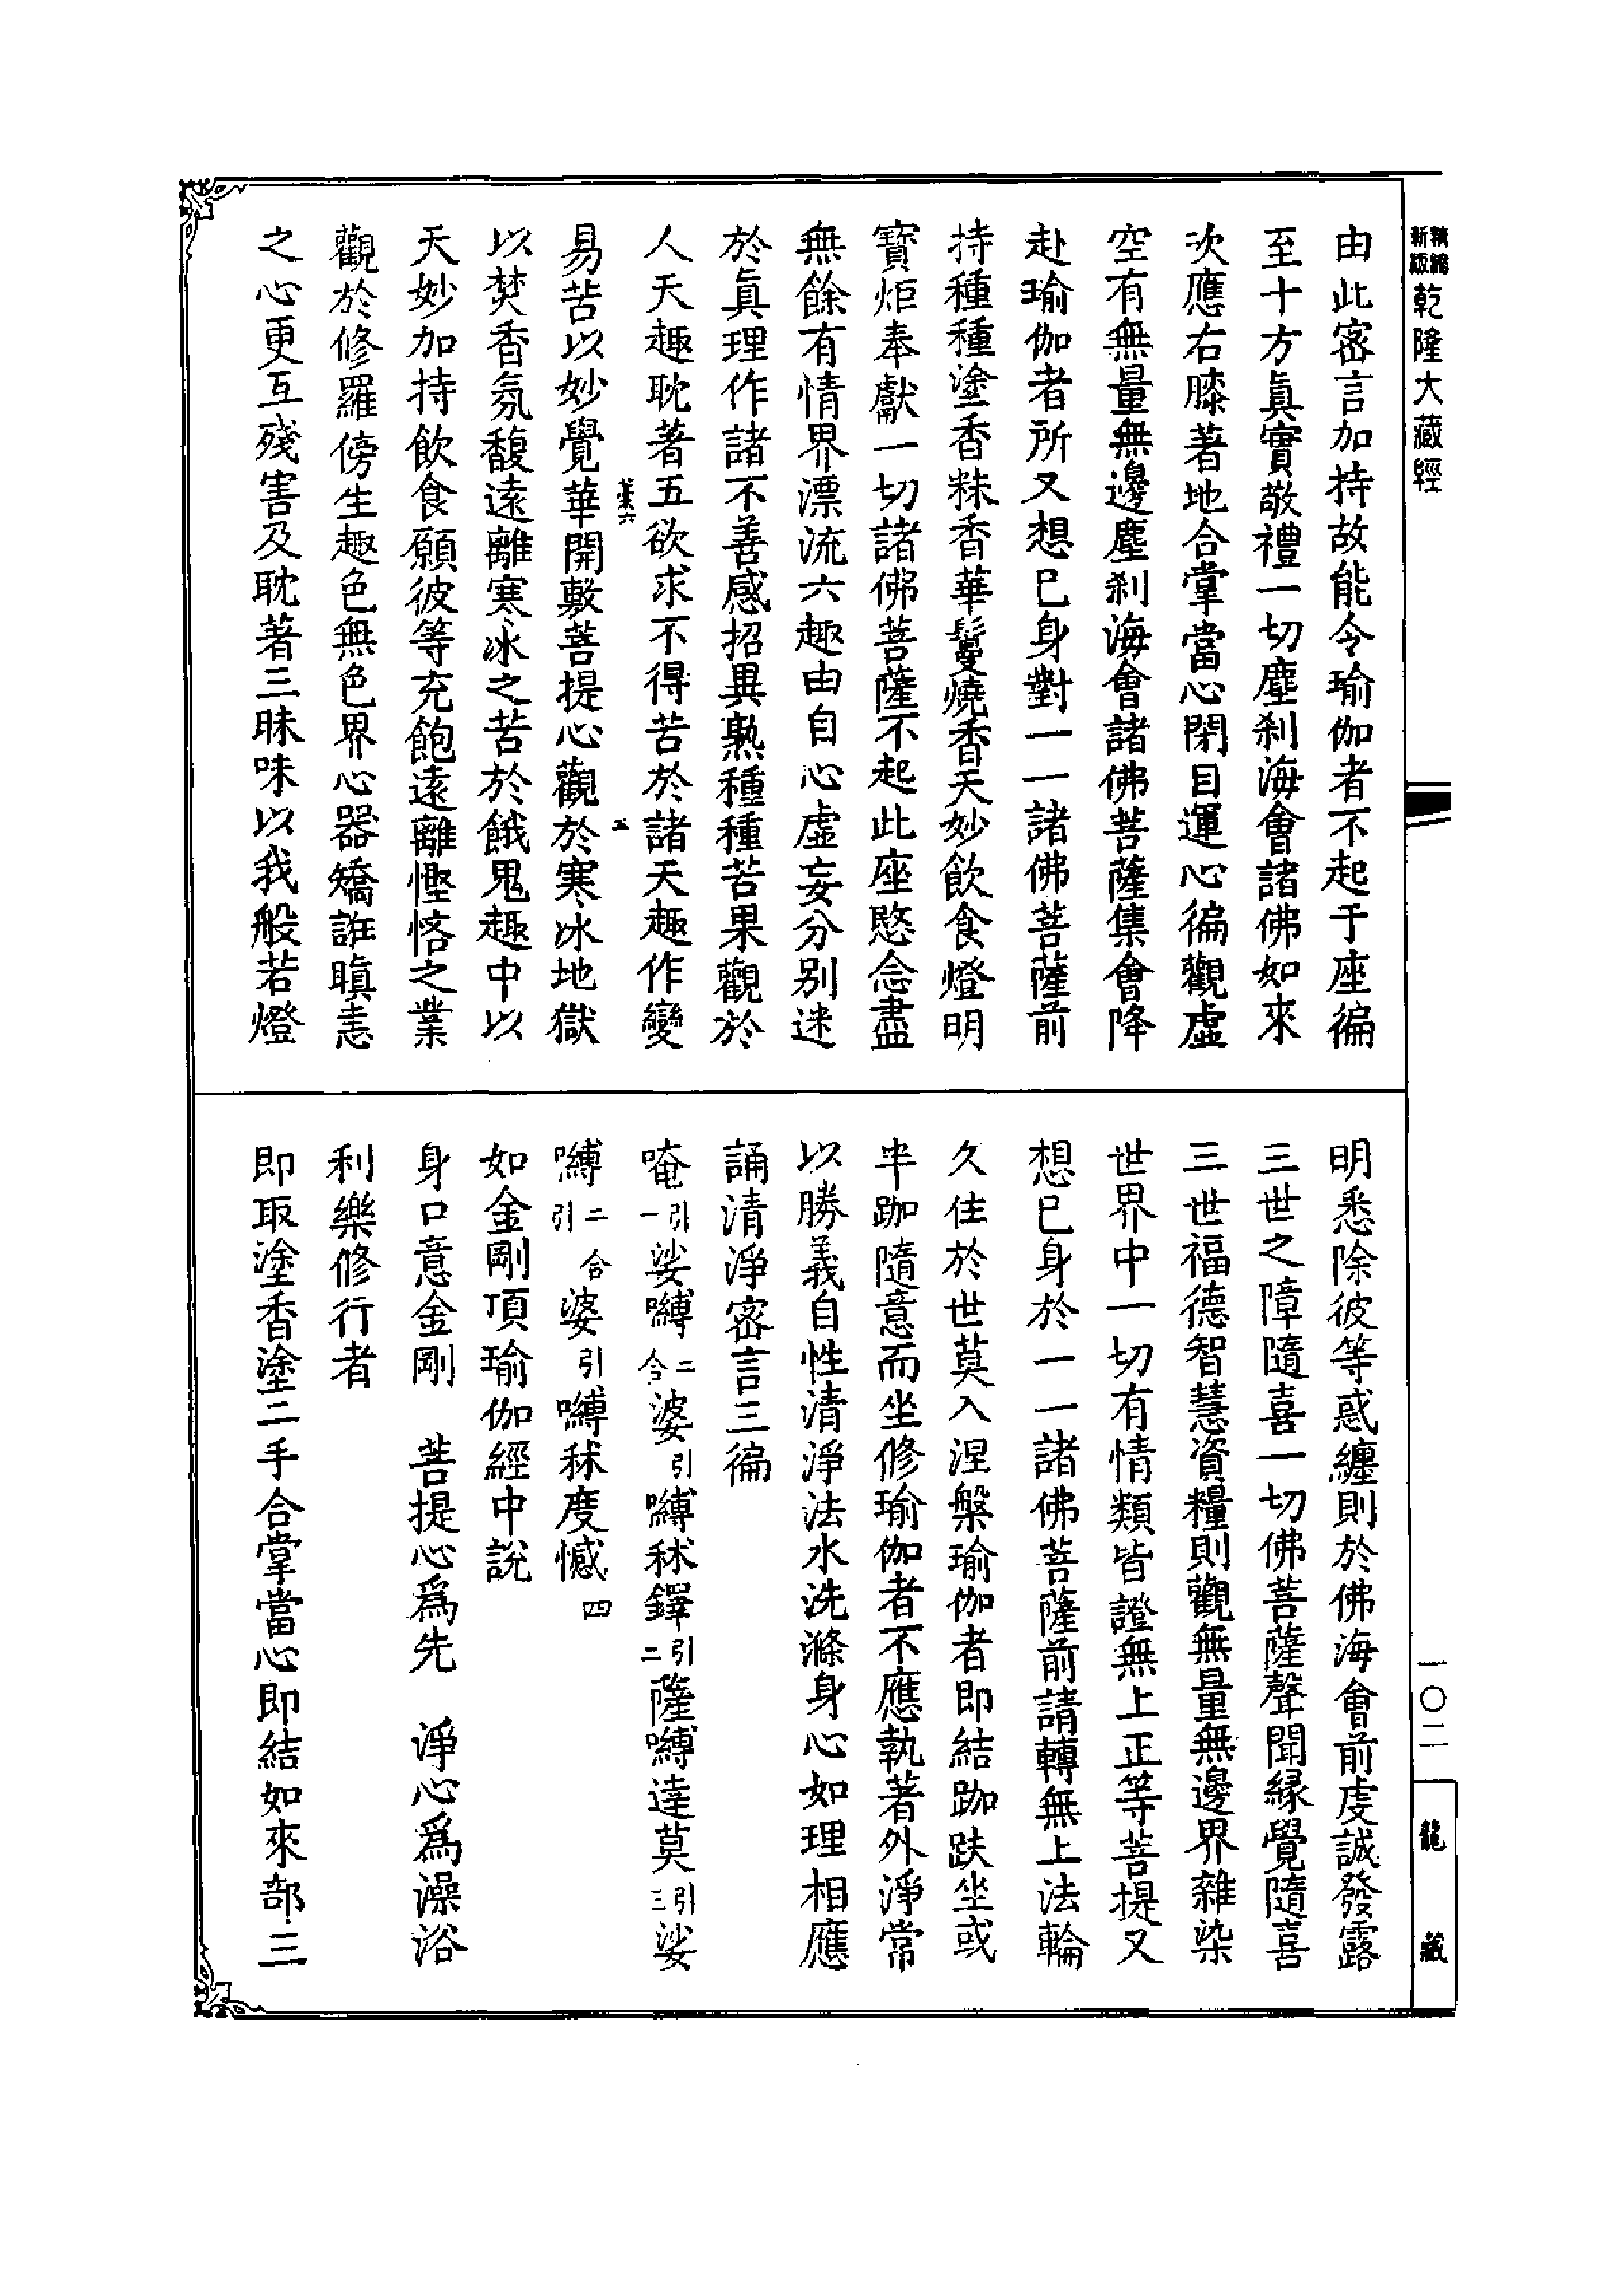 精縮新版 乾隆大藏經
由此密言加持故能令瑜伽者不起于座徧
至十方眞實敬禮一切塵刹海會諸佛如來
次應右膝著地合掌當心閉目運心徧觀虛
空有無量無邊塵刹海會諸佛菩薩集會降
赴瑜伽者所又想已身對一一諸佛菩薩前
持種種塗香粖香華鬘燒香天妙飲食燈明
寶炬奉獻一切諸佛菩薩不起此座愍念盡
無餘有情界漂流六趣由自心虛妄分别迷
於眞理作諸不善感招異熟種種苦果觀於
人天趣耽著五欲求不得苦於諸天趣作變
易苦以妙覺華開敷菩提心觀於寒冰地獄
以焚香氛馥遠離寒冰之苦於餓鬼趣中以
天妙加持飲食願彼等充飽遠離慳悋之業
觀於修羅傍生趣色無色界心器矯誑瞋恚
之心更互殘害及耽著三昧味以我般若燈
明悉除彼等惑纏則於佛海會前虔誠發露
三世之障隨喜一切佛菩薩聲聞緣覺隨喜
三世福德智慧資糧則觀無量無邊界雜染
世界中一切有情類皆證無上正等菩提又
想已身於一一諸佛菩薩前請轉無上法輪
久住於世莫入涅槃瑜伽者即結跏趺坐或
半跏隨意而坐修瑜伽者不應執著外淨常
以勝義自性清淨法水洗滌身心如理相應
誦清淨密言三徧
唵引一娑嚩二合婆引嚩秫鐸引二薩嚩達莫引三娑
嚩二合引婆引嚩秫度憾四
如金剛頂瑜伽經中說
身口意金剛　菩提心爲先　淨心爲澡浴
利樂修行者
即取塗香塗二手合掌當心即結如來部三
一〇二
龍藏